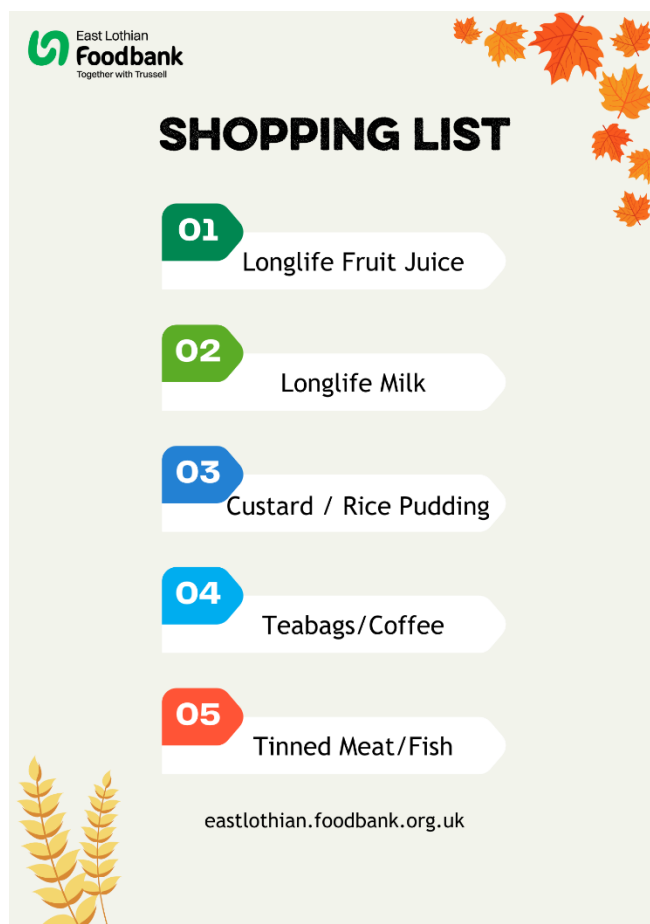 East Lothian
Foodbank
Together with Trussell
SHOPPING LIST
01
Longlife Fruit Juice
02
Longlife Milk
03
Custard / Rice Pudding
04
Teabags/Coffee
05
Tinned Meat/Fish
eastlothian.foodbank.org.uk